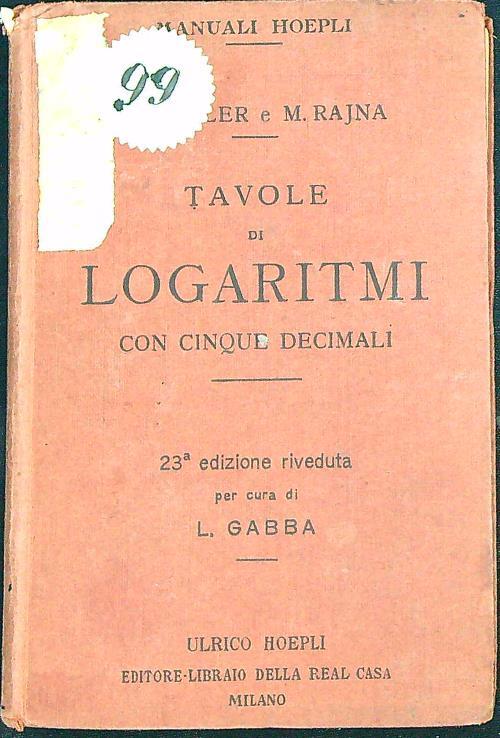 MANUALI HOEPLI
99
LER e M. RAJNA
TAVOLE
DI
LOGARITMI
CON CINQUE DECIMALI
23ª edizione riveduta
per cura di
L. GABBA
ULRICO HOEPLI
EDITORE-LIBRAIO DELLA REAL CASA
MILANO